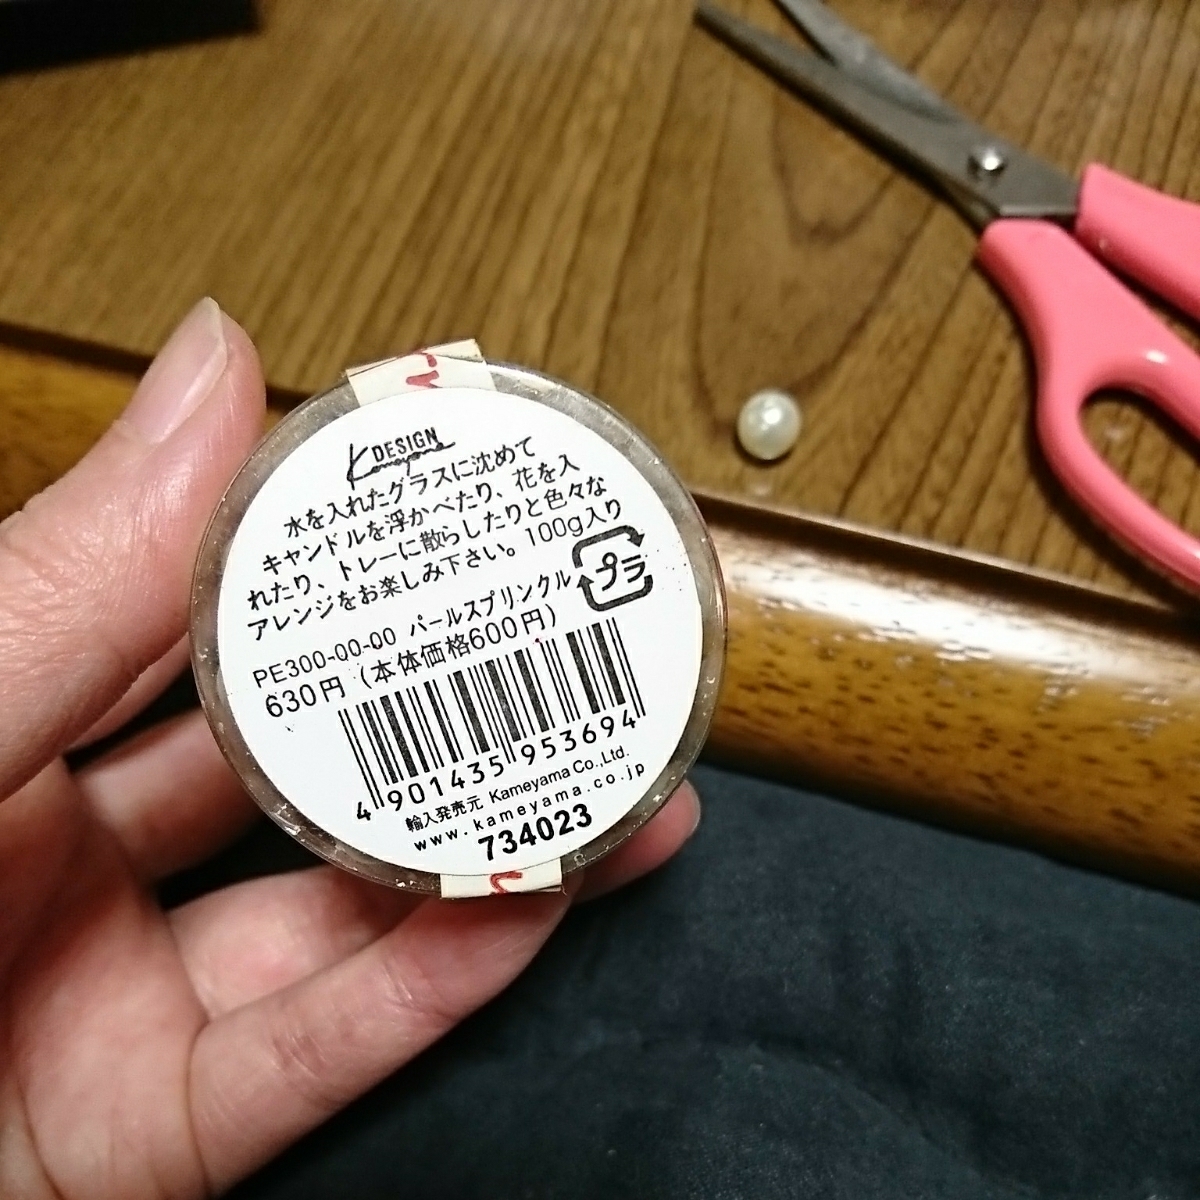 K DESIGN
Kameyama
水を入れたグラスに沈めて
キャンドルを浮かべたり、花を入
れたり、トレーに散らしたりと色々な
アレンジをお楽しみ下さい。100g入り
プラ
PE300-00-00 パールスプリンクル
630円(本体価格600円)
4 901435 953694
輸入発売元 Kameyama Co.,Ltd.
www.kameyama.co.jp
734023